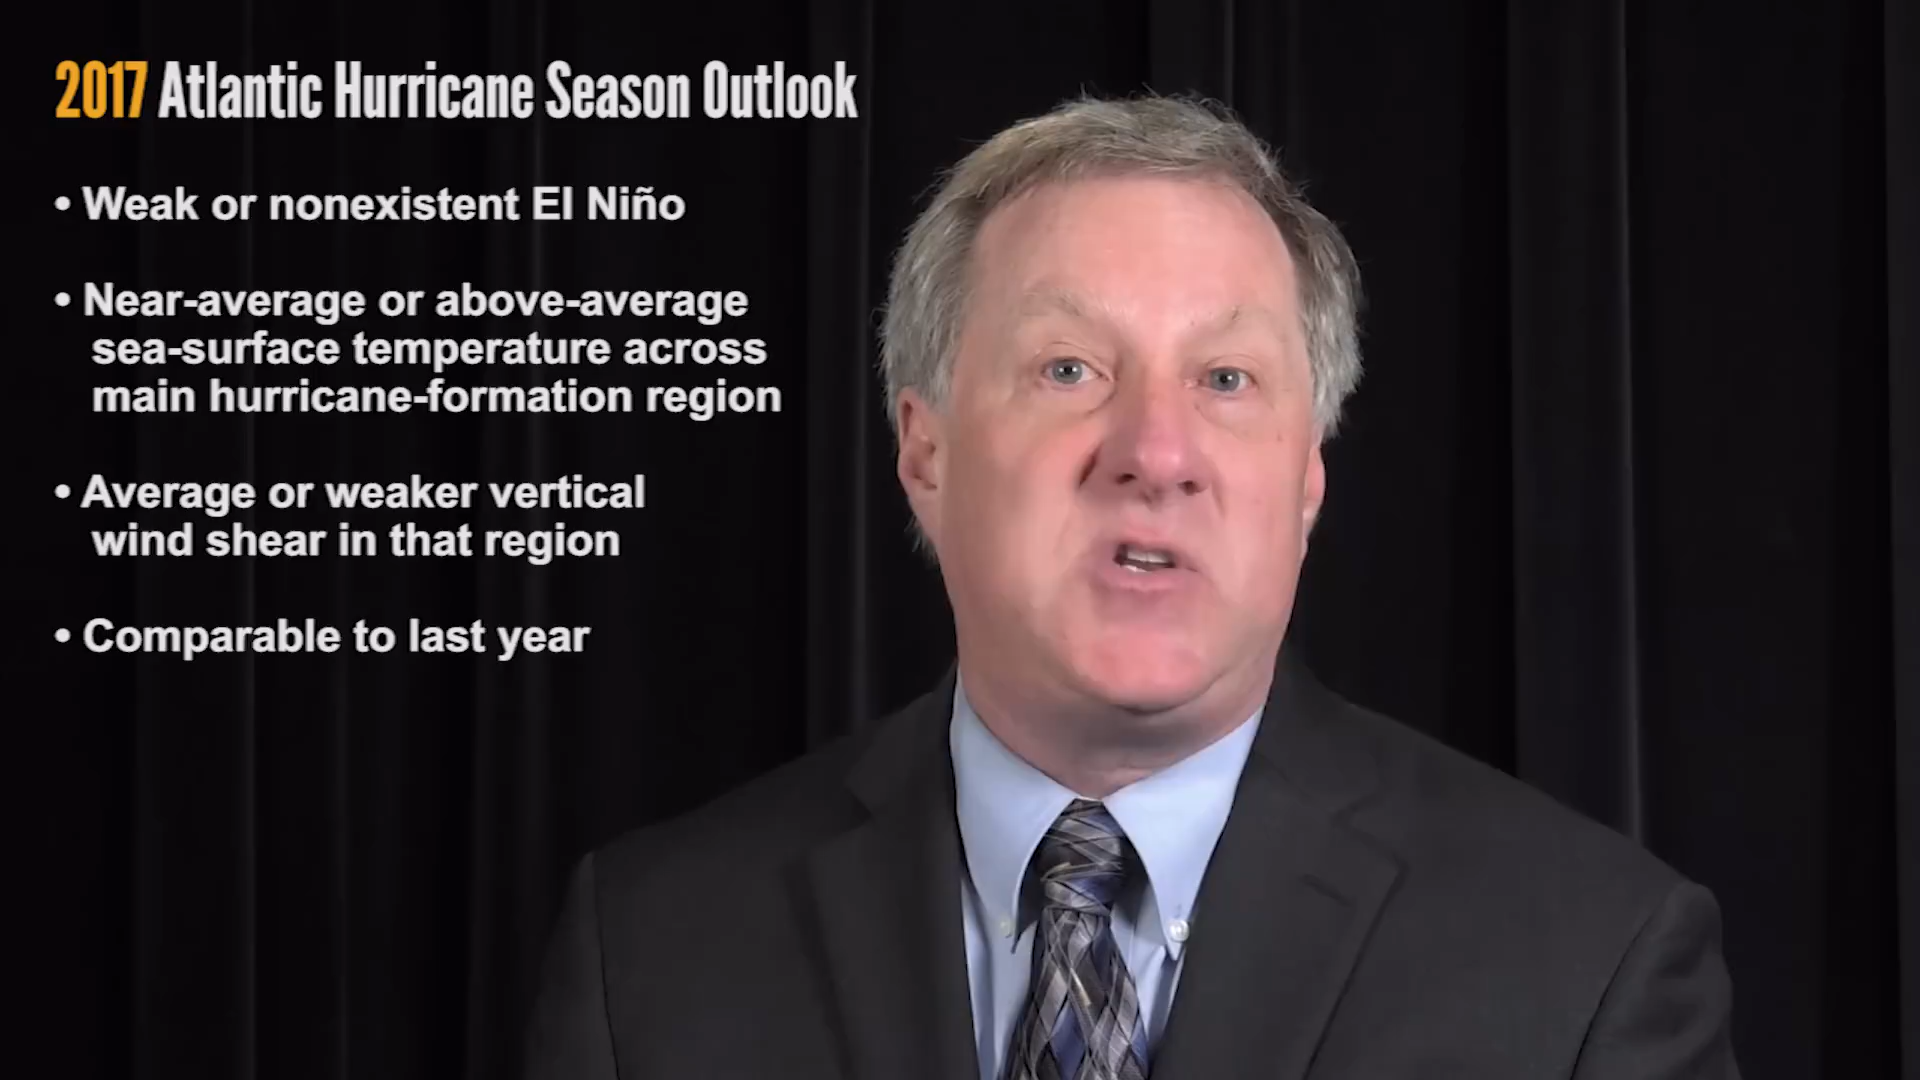 2017 Atlantic Hurricane Season Outlook
• Weak or nonexistent El Niño
• Near-average or above-average
sea-surface temperature across
main hurricane-formation region
• Average or weaker vertical
wind shear in that region
• Comparable to last year